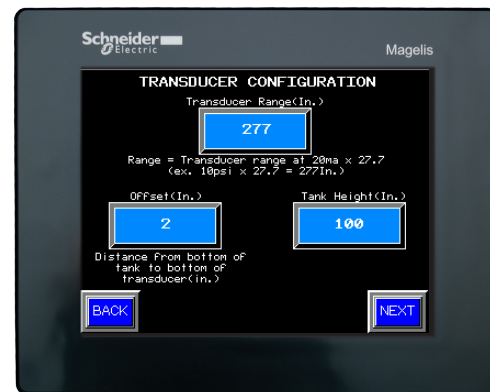 Schneider
Electric
Magelis
TRANSDUCER CONFIGURATION
Transducer Range(In.)
277
Range = Transducer range at 20ma x 27.7
(ex. 10psi x 27.7 = 277In.)
Offset(In.)
2
Distance from bottom of
tank to bottom of
transducer(in.)
Tank Height(In.)
100
BACK
NEXT